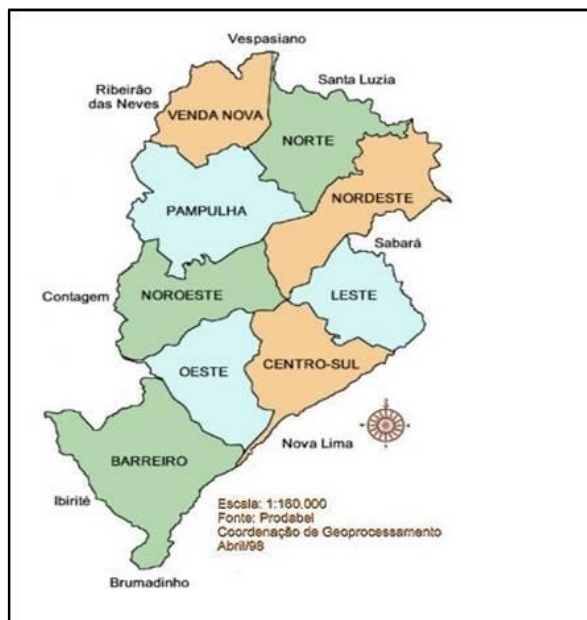 Vespasiano
Ribeirão
das Neves
Santa Luzia
VENDA NOVA
NORTE
NORDESTE
PAMPULHA
Sabará
Contagem
NOROESTE
LESTE
OESTE
CENTRO-SUL
Nova Lima
BARREIRO
Ibirité
Escala: 1:160.000
Fonte: Prodabel
Coordenação de Geoprocessamento
Abril/98
Brumadinho